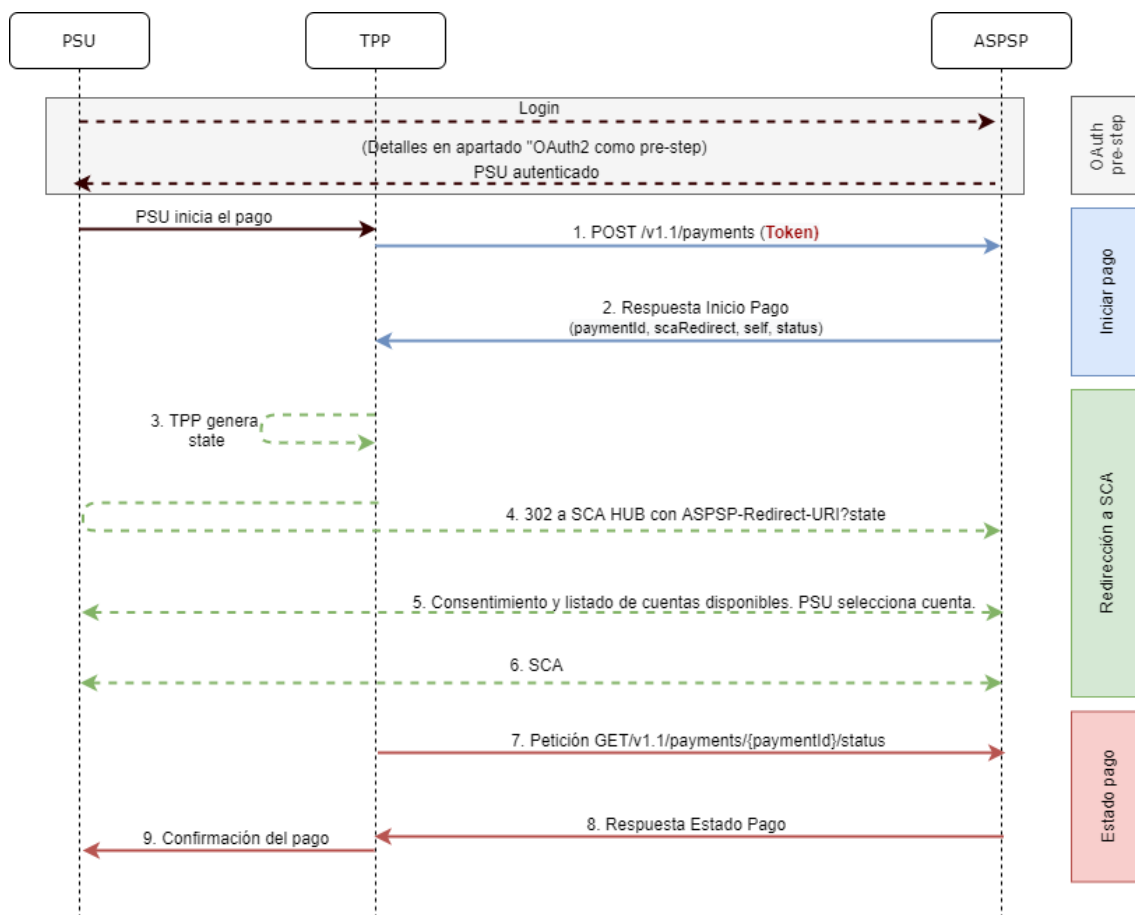 PSU
TPP
ASPSP
Login
(Detalles en apartado "OAuth2 como pre-step)
PSU autenticado
OAuth
pre-step
PSU inicia el pago
1. POST /v1.1/payments (Token)
2. Respuesta Inicio Pago
(paymentId, scaRedirect, self, status)
Iniciar pago
3. TPP genera
state
4. 302 a SCA HUB con ASPSP-Redirect-URI?state
5. Consentimiento y listado de cuentas disponibles. PSU selecciona cuenta.
6. SCA
Redirección a SCA
7. Petición GET/v1.1/payments/{paymentId}/status
8. Respuesta Estado Pago
9. Confirmación del pago
Estado pago